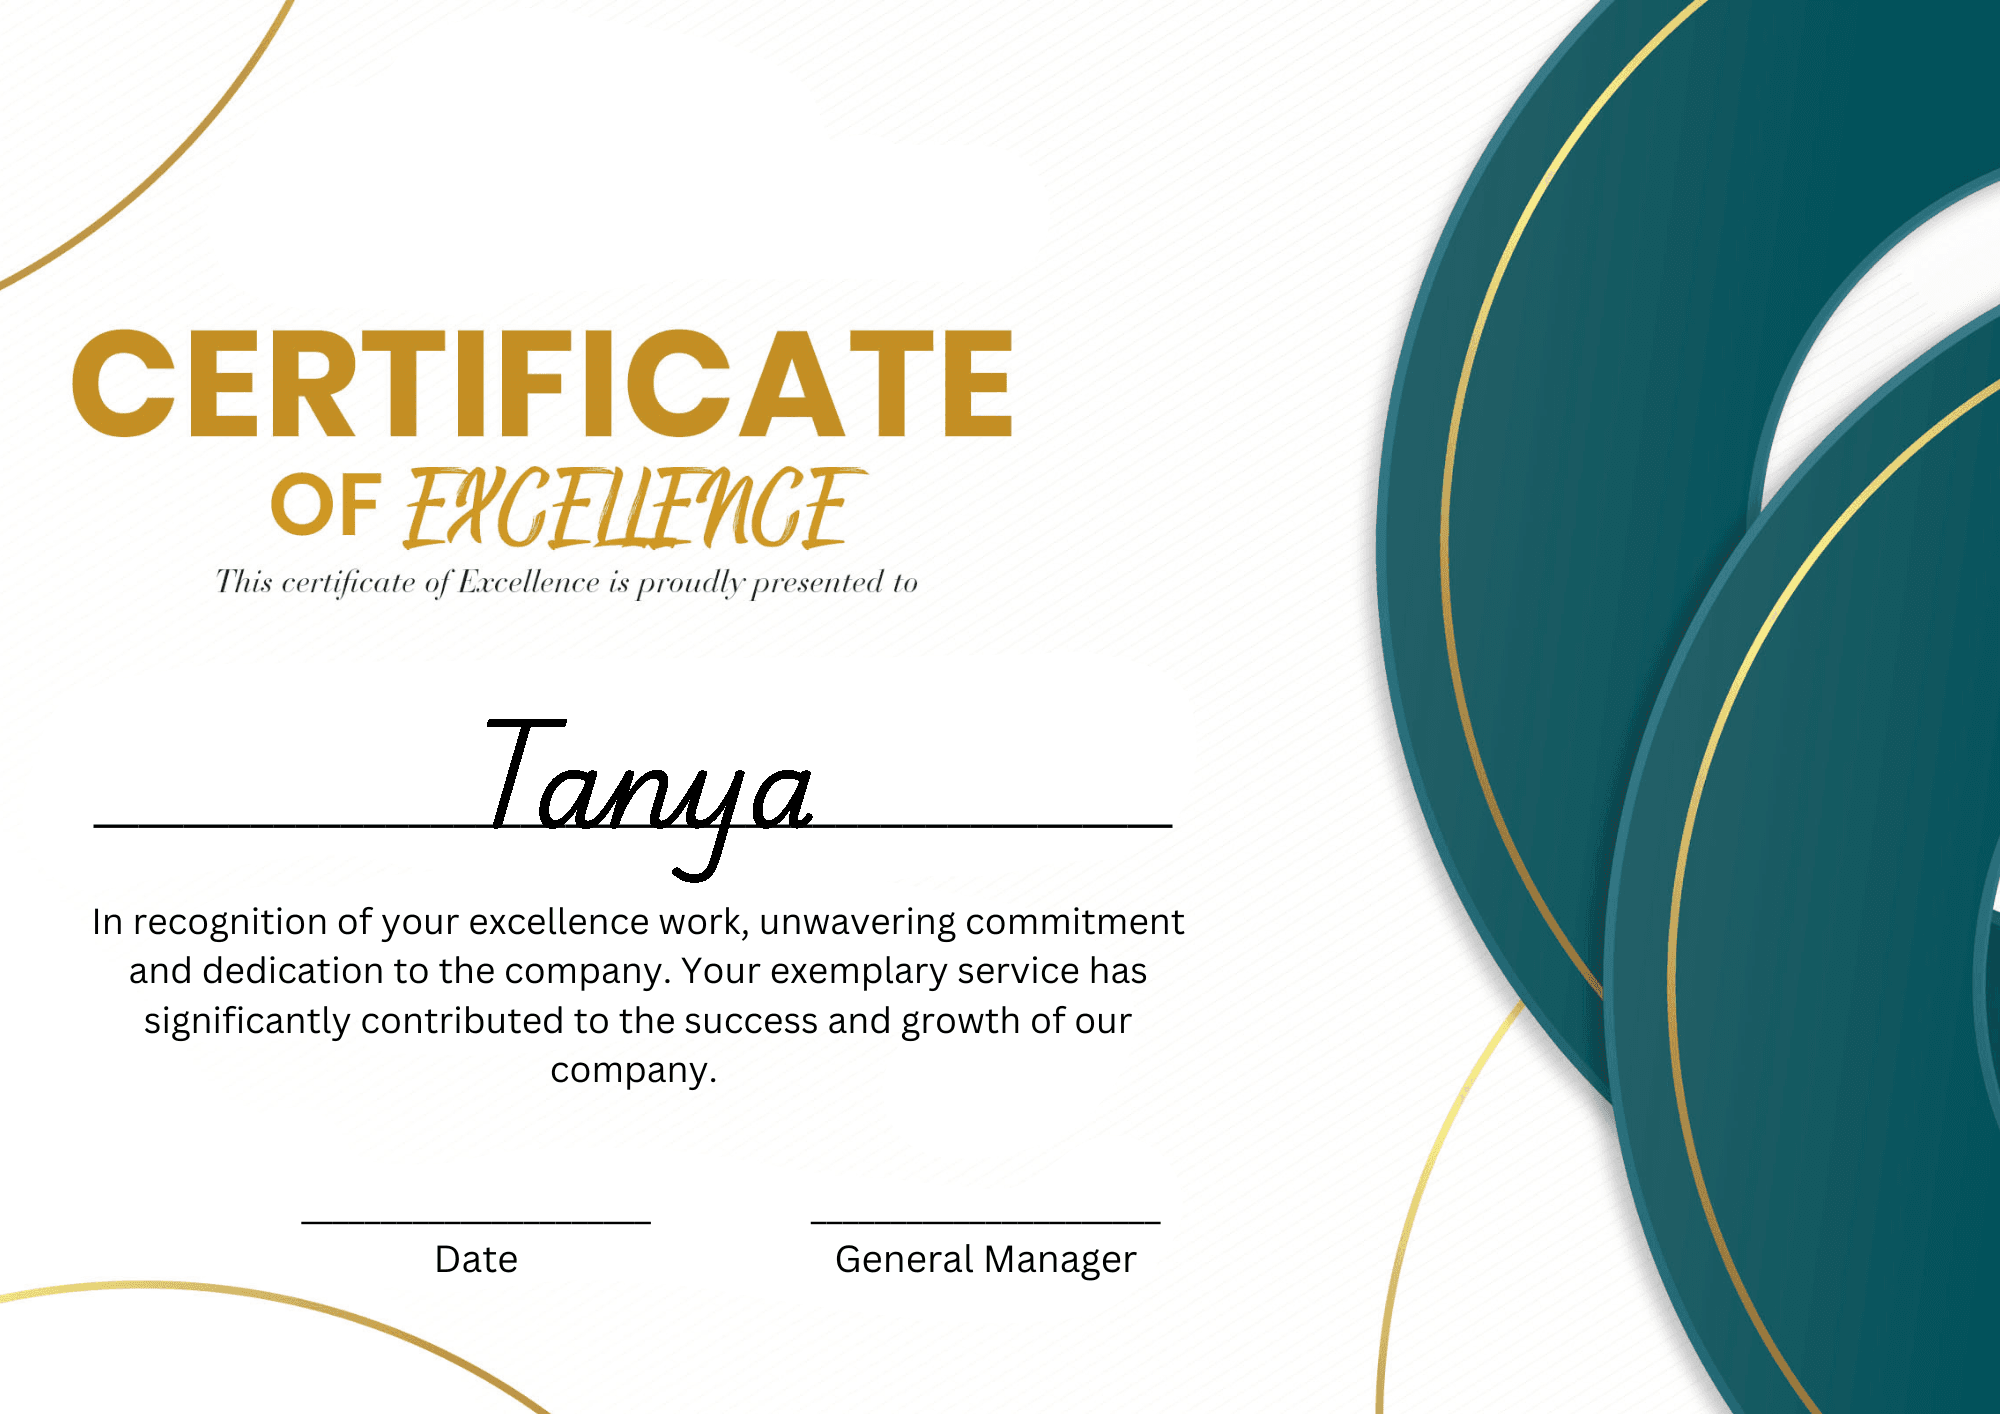 CERTIFICATE
OF EXCELLENCE
This certificate of Excellence is proudly presented to
Tanya
In recognition of your excellence work, unwavering commitment
and dedication to the company. Your exemplary service has
significantly contributed to the success and growth of our
company.
Date
General Manager